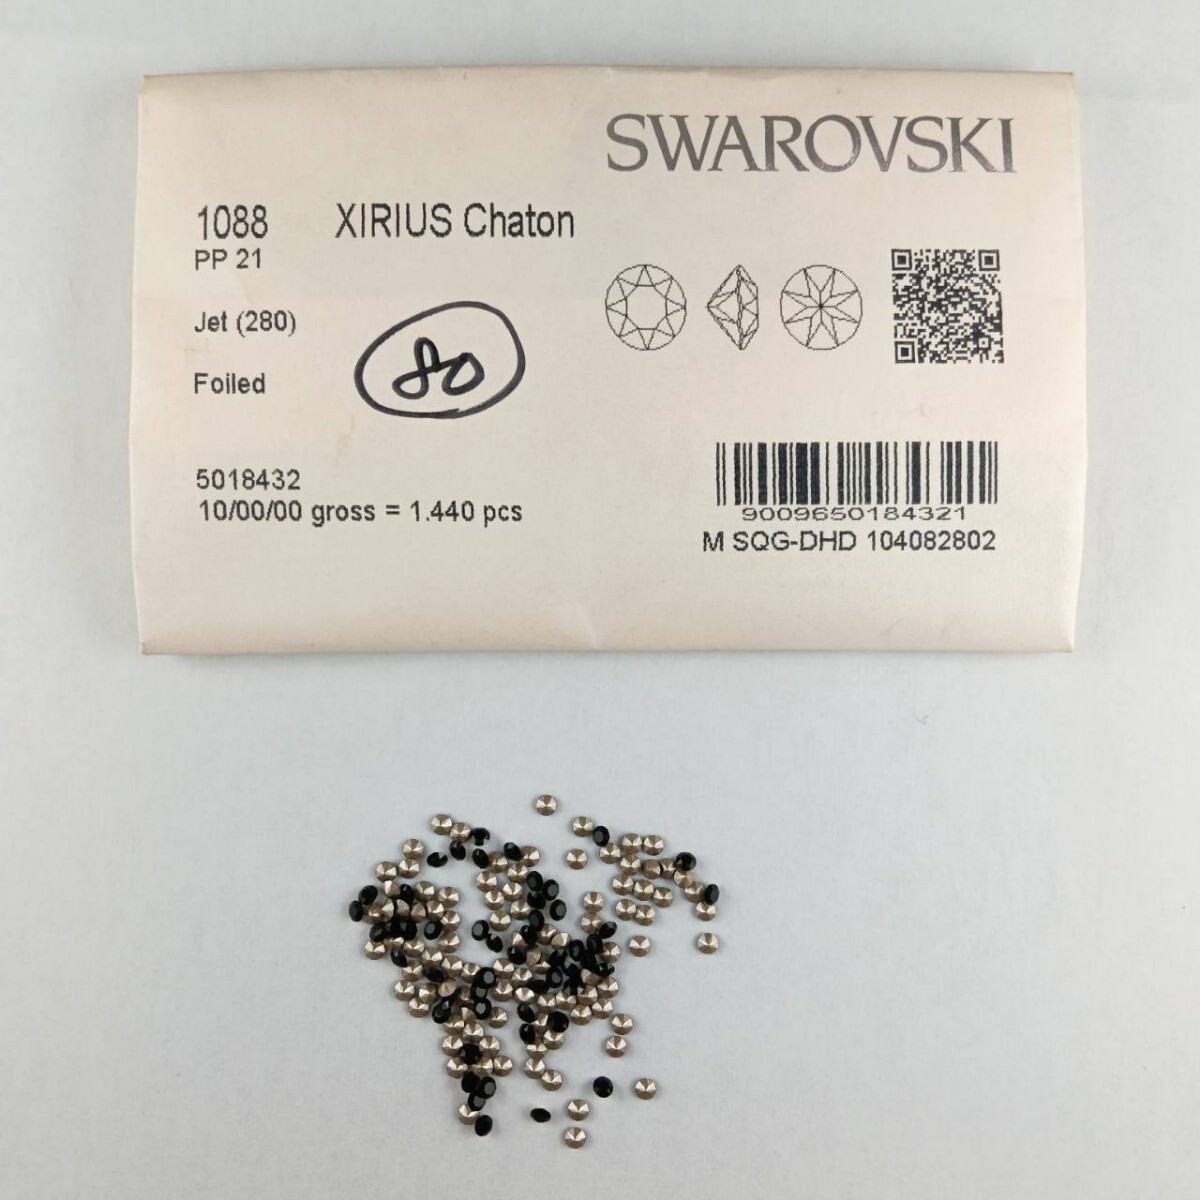 SWAROVSKI
1088 XIRIUS Chaton
PP 21
Jet (280)
80
Foiled
5018432
10/00/00 gross = 1.440 pcs
9009650184321
M SQG-DHD 104082802